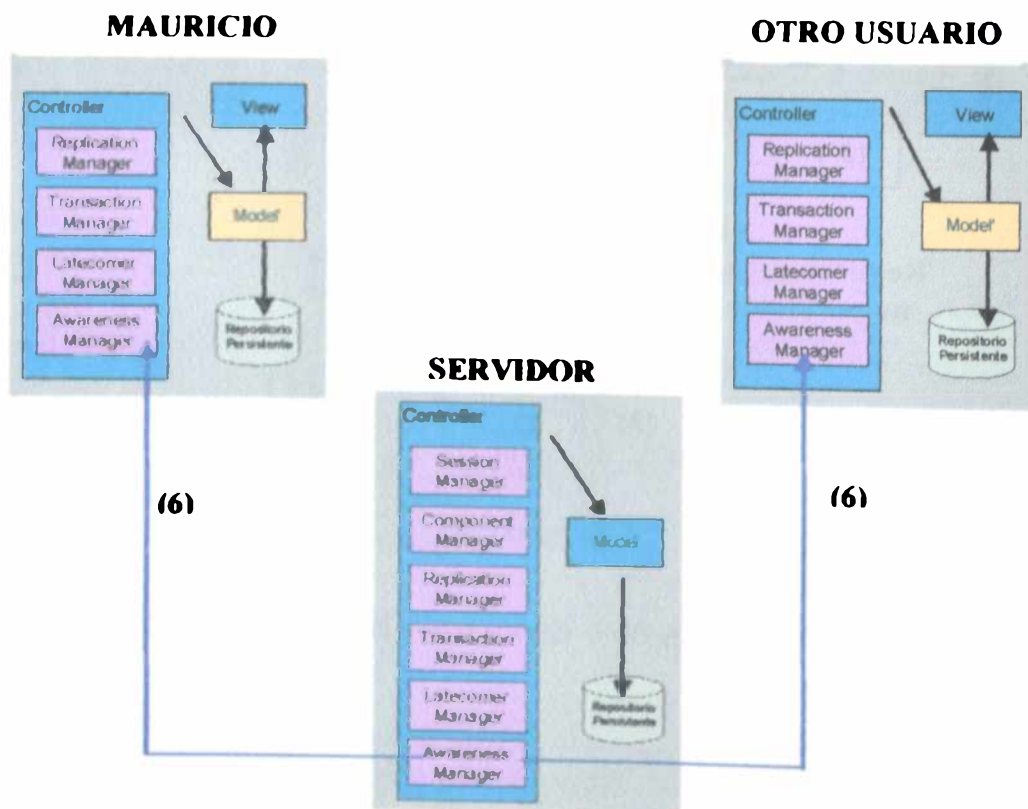 MAURICIO
Controller
Replication
Manager
Transaction
Manager
Latecomer
Manager
Awareness
Manager
View
Model'
Repositorio
Persistente
OTRO USUARIO
Controller
Replication
Manager
Transaction
Manager
Latecomer
Manager
Awareness
Manager
View
Model'
Repositorio
Persistente
SERVIDOR
Controller
Session
Manager
Component
Manager
Replication
Manager
Transaction
Manager
Latecomer
Manager
Awareness
Manager
Model
Repositorio
Persistente
(6)
(6)